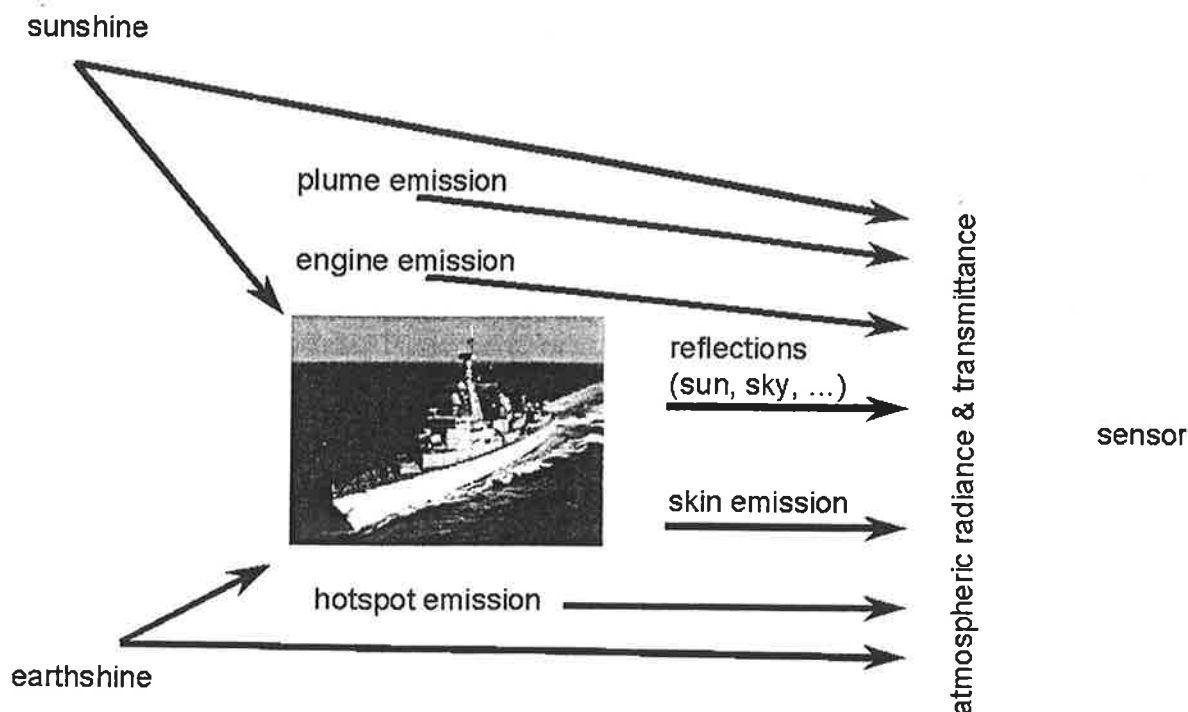 sunshine
plume emission
engine emission
reflections
(sun, sky, ...)
atmospheric radiance & transmittance
sensor
skin emission
hotspot emission
earthshine